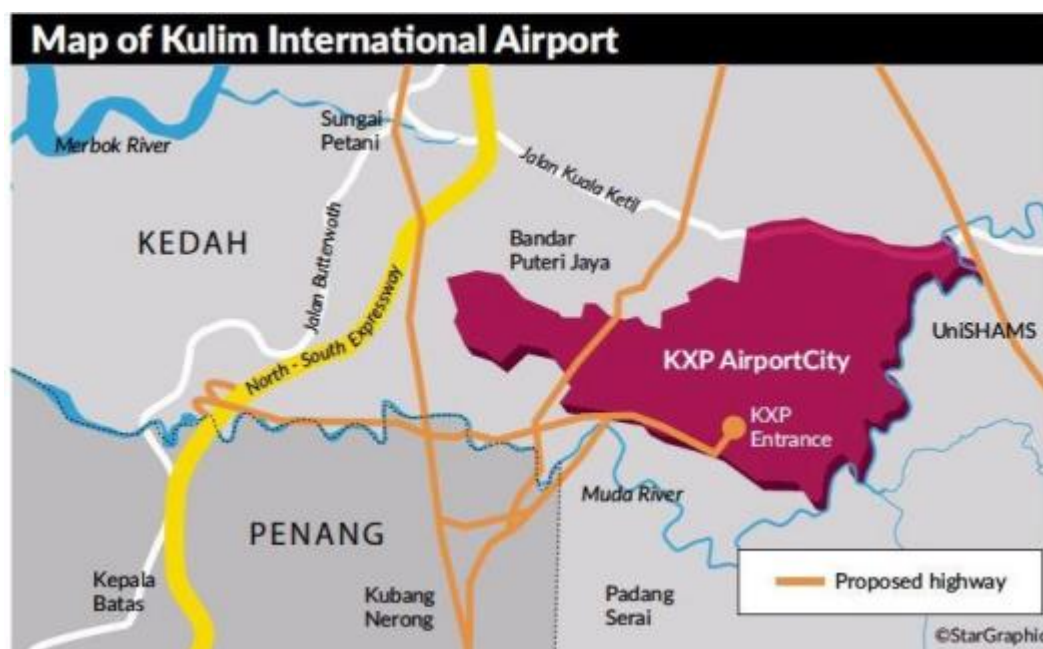 Map of Kulim International Airport
Merbok River
Sungai
Petani
Jalan Kuala Ketil
KEDAH
Jalan Butterwoth
Bandar
Puteri Jaya
North - South Expressway
UniSHAMS
KXP AirportCity
KXP
Entrance
Muda River
PENANG
Kepala
Batas
Kubang
Nerong
Padang
Serai
Proposed highway
©StarGraphic